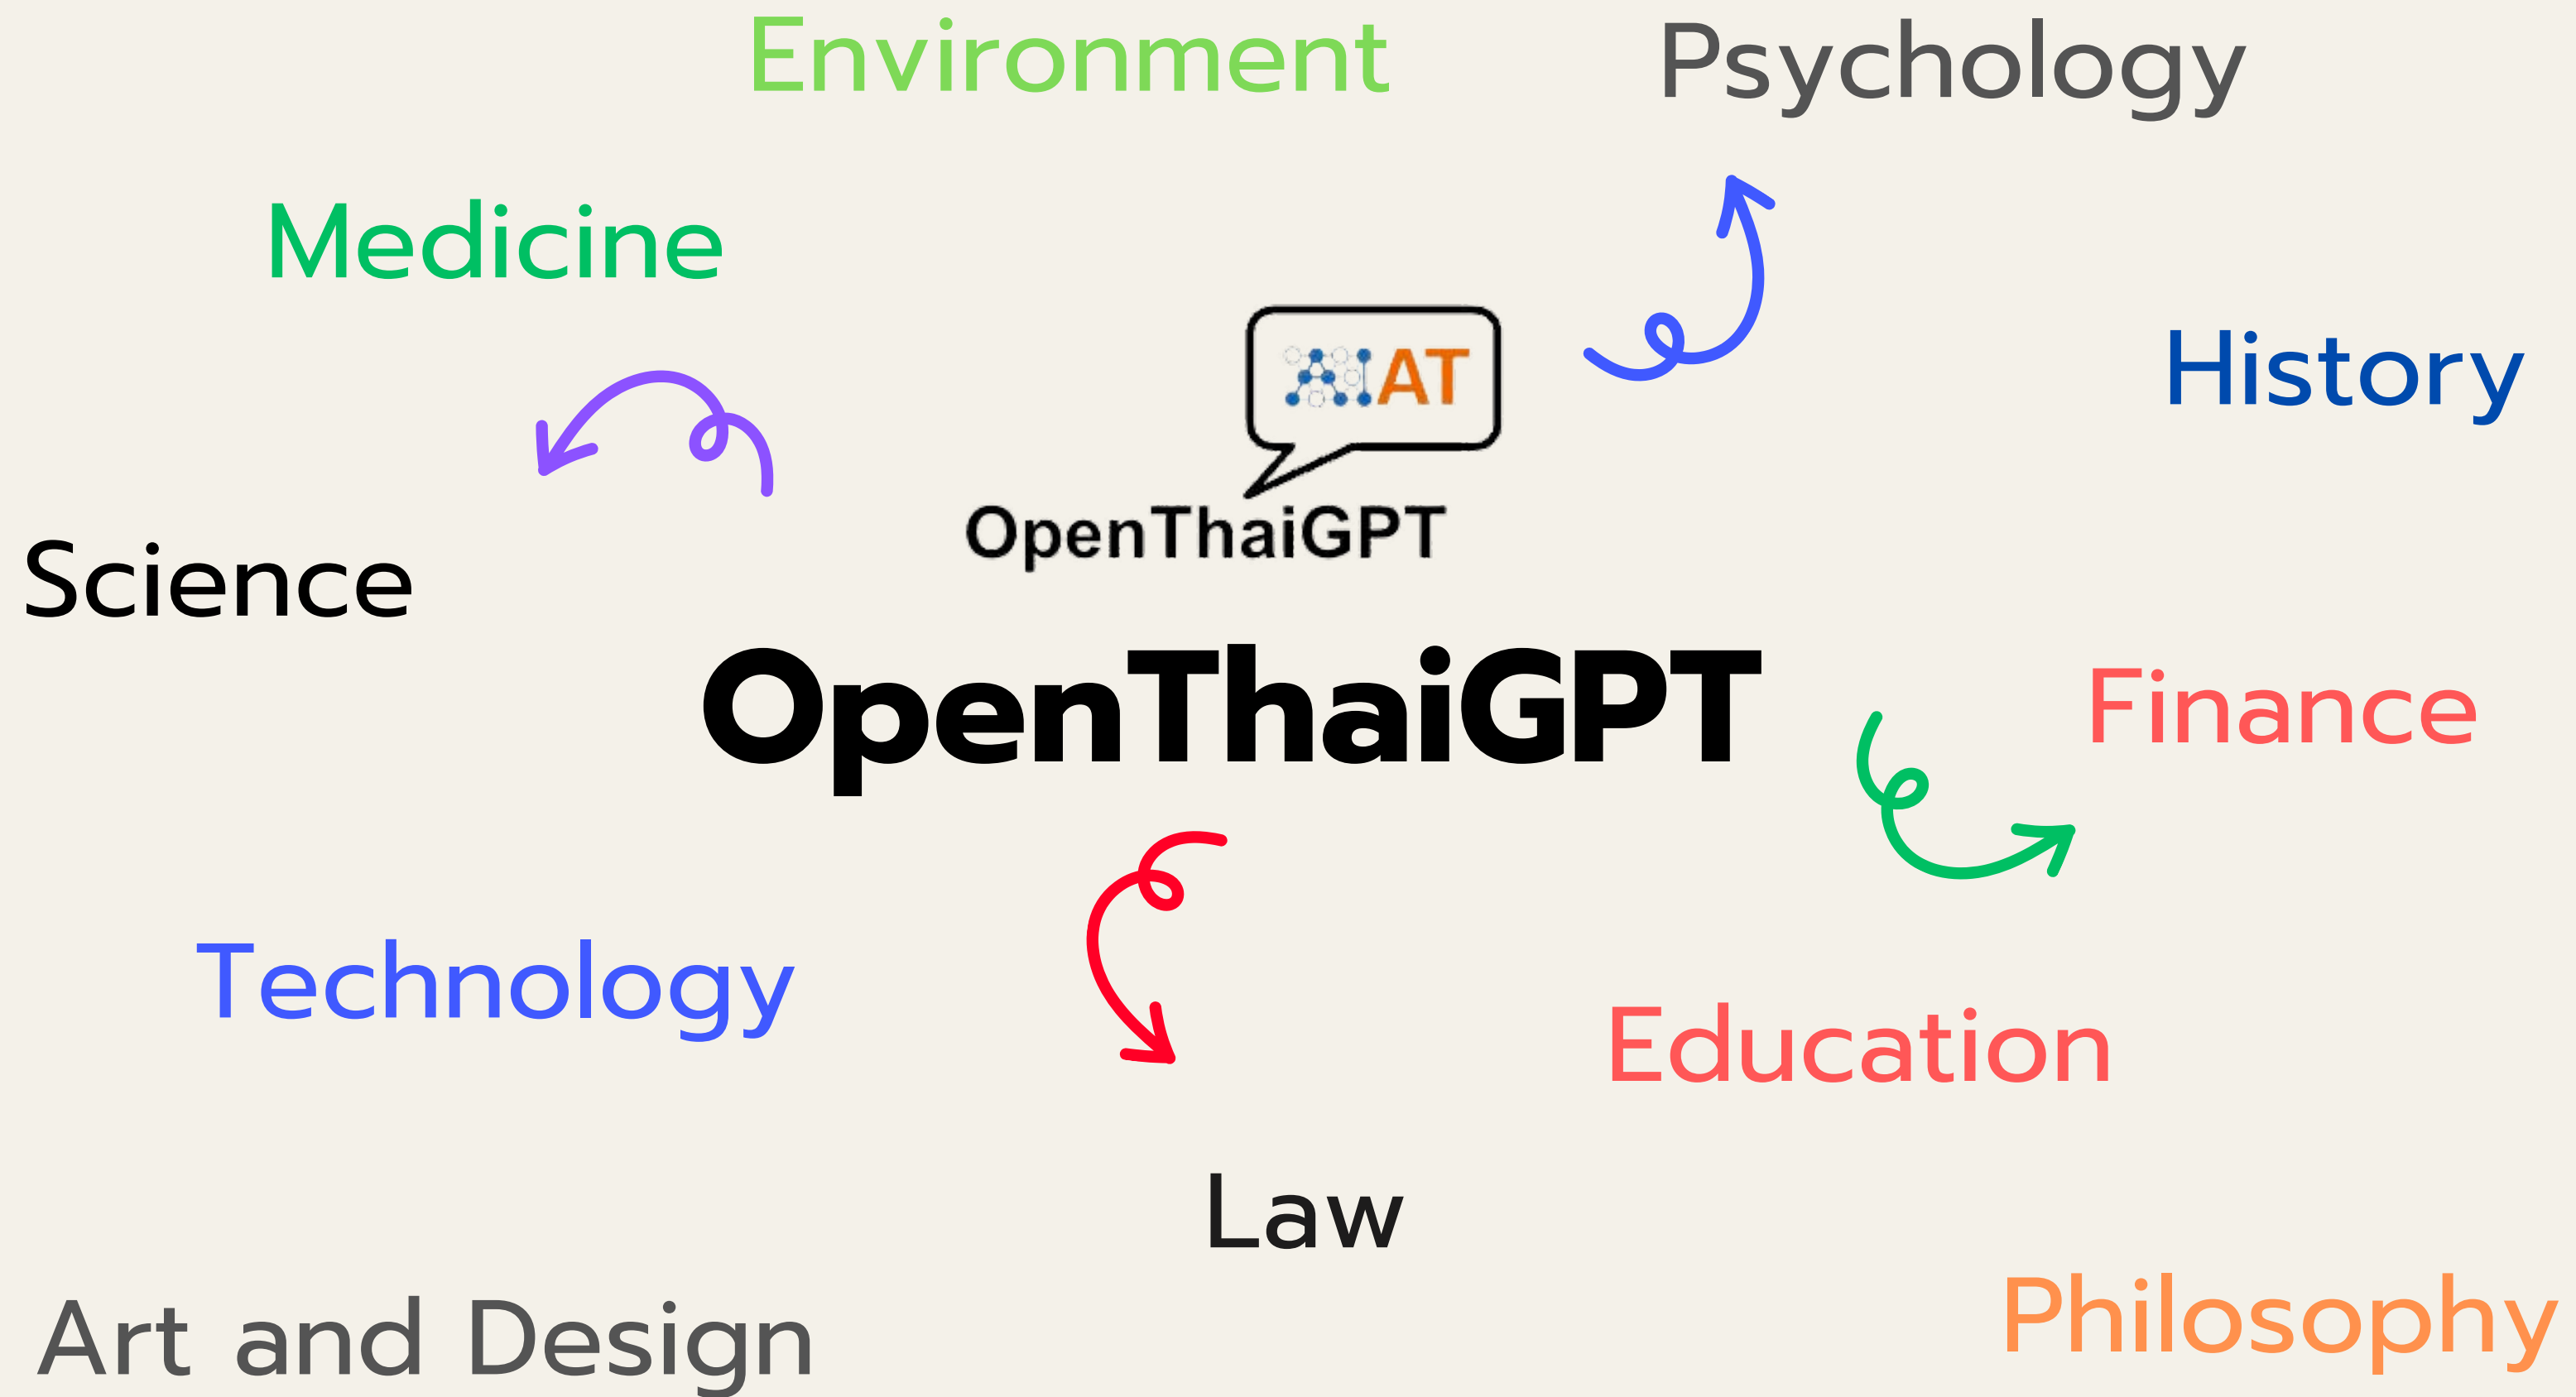 Environment
Psychology
Medicine
History
AIAT
OpenThaiGPT
Science
OpenThaiGPT
Finance
Technology
Education
Law
Art and Design
Philosophy